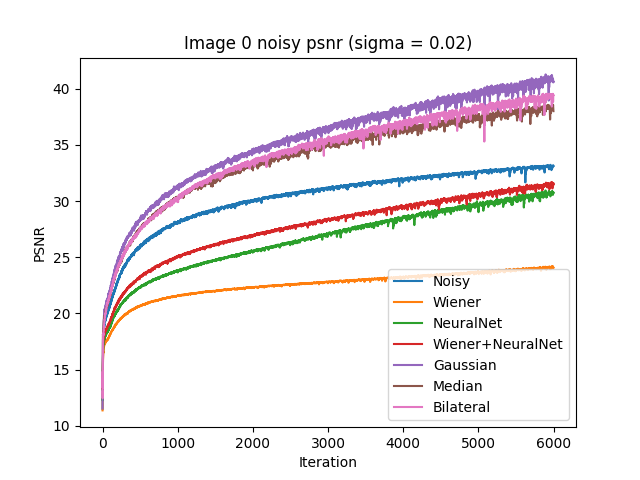 Image 0 noisy psnr (sigma = 0.02)
PSNR
40
35
30
25
20
15
10
0
1000
2000
3000
4000
5000
6000
Iteration
Noisy
Wiener
NeuralNet
Wiener+NeuralNet
Gaussian
Median
Bilateral